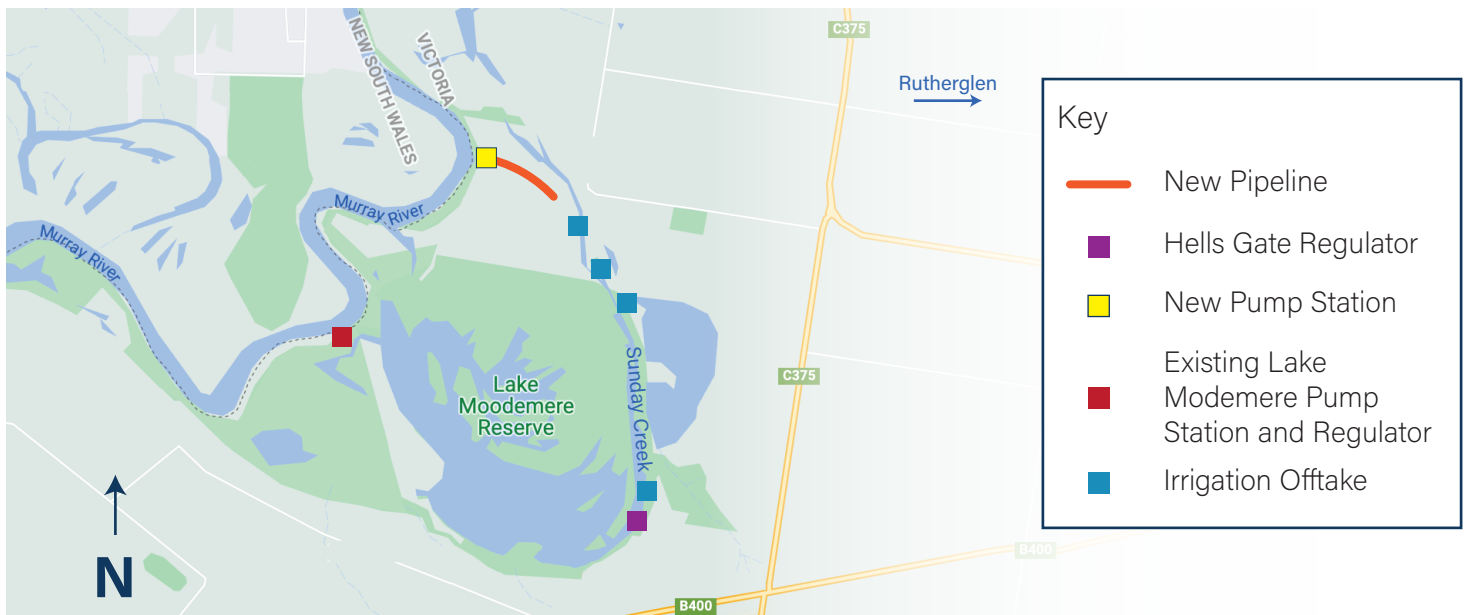 C375
NEW SOUTH WALES
VICTORIA
Rutherglen
Murray River
Murray River
C375
Lake
Moodemere
Reserve
Sunday Creek
N
B400
B400
Key
New Pipeline
Hells Gate Regulator
New Pump Station
Existing Lake
Modemere Pump
Station and Regulator
Irrigation Offtake